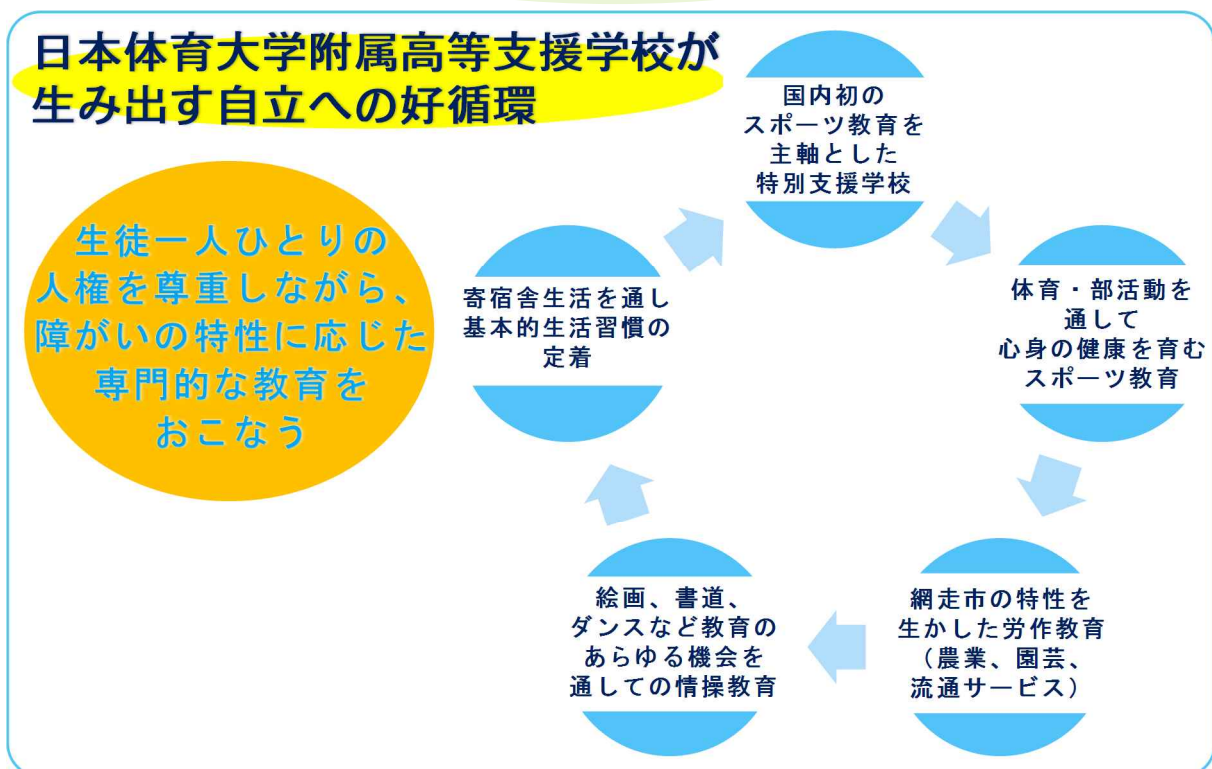 日本体育大学附属高等支援学校が
生み出す自立への好循環
生徒一人ひとりの
人権を尊重しながら、
障がいの特性に応じた
専門的な教育を
おこなう
国内初の
スポーツ教育を
主軸とした
特別支援学校
体育・部活動を
通して
心身の健康を育む
スポーツ教育
網走市の特性を
生かした労作教育
（農業、園芸、
流通サービス）
絵画、書道、
ダンスなど教育の
あらゆる機会を
通しての情操教育
寄宿舎生活を通し
基本的生活習慣の
定着